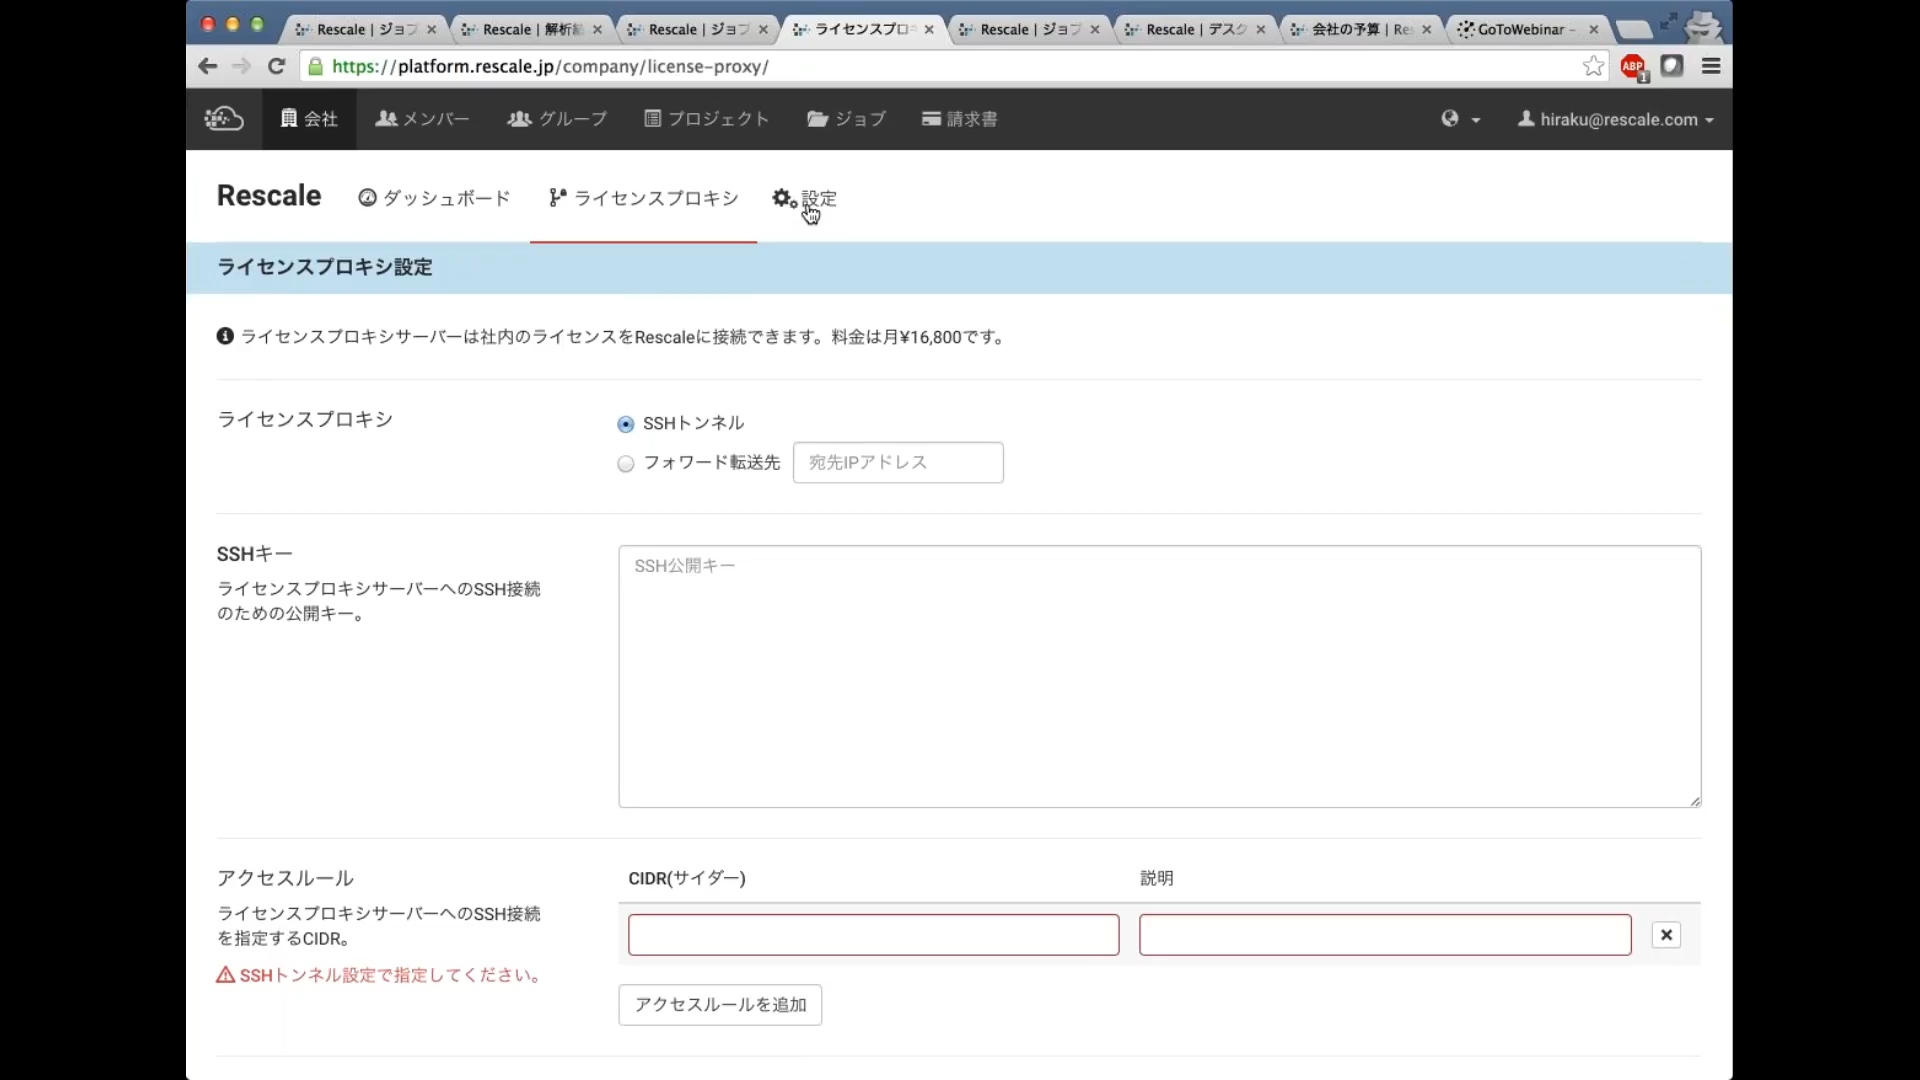 Rescale | ジョブ
Rescale | 解析
Rescale | ジョブ
ライセンスプロキ
Rescale | ジョブ
Rescale | デスク
会社の予算 | Res
GoToWebinar -
https://platform.rescale.jp/company/license-proxy/
ABP
1
会社
メンバー
グループ
プロジェクト
ジョブ
請求書
hiraku@rescale.com
Rescale
ダッシュボード
ライセンスプロキシ
設定
ライセンスプロキシ設定
ライセンスプロキシサーバーは社内のライセンスをRescaleに接続できます。料金は月¥16,800です。
ライセンスプロキシ
SSHトンネル
フォワード転送先
宛先IPアドレス
SSHキー
ライセンスプロキシサーバーへのSSH接続
のための公開キー。
SSH公開キー
アクセスルール
ライセンスプロキシサーバーへのSSH接続
を指定するCIDR。
SSHトンネル設定で指定してください。
CIDR(サイダー)
説明
アクセスルールを追加